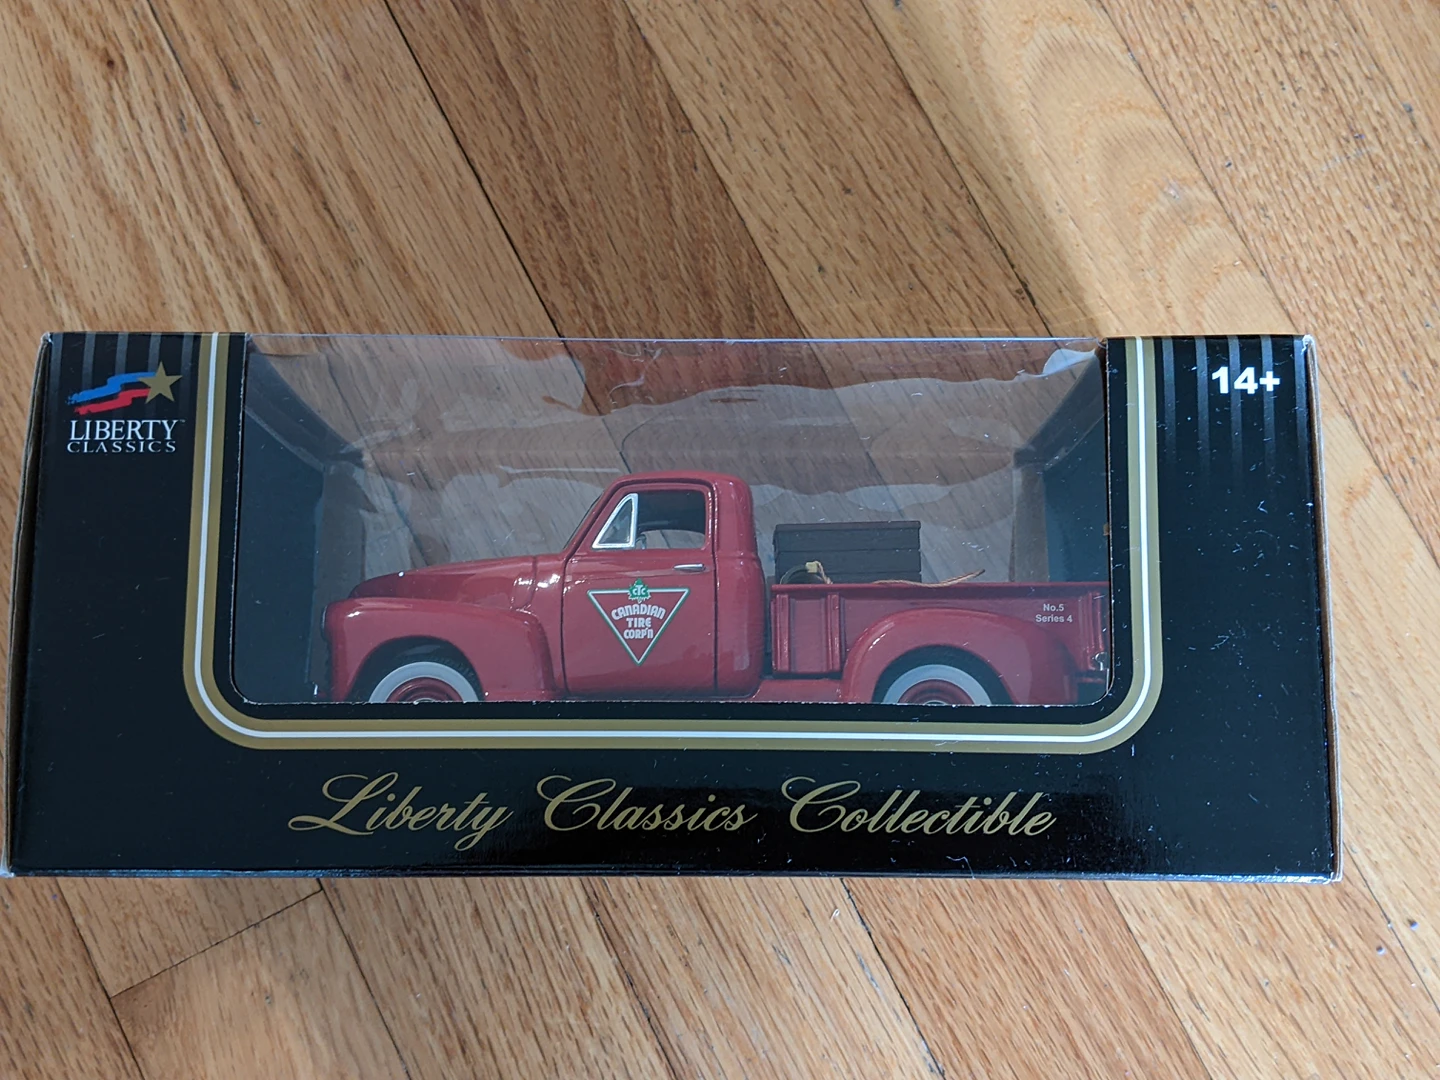 LIBERTY
CLASSICS
14+
CTC
CANADIAN
TIRE
CORP'N
No.5
Series 4
Liberty Classics Collectible